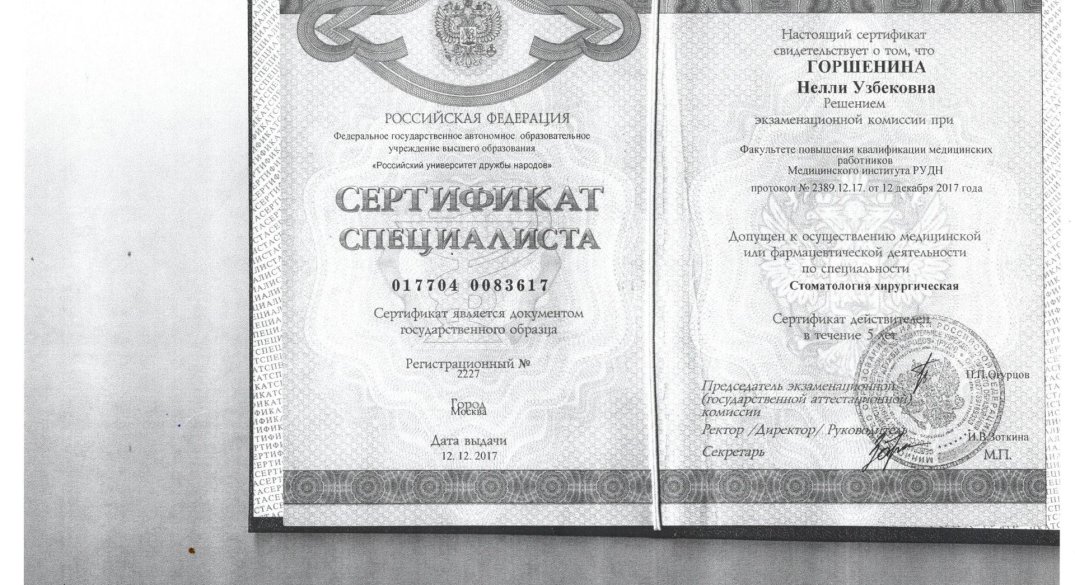 РОССИЙСКАЯ ФЕДЕРАЦИЯ
Федеральное государственное автономное образовательное
учреждение высшего образования
«Российский университет дружбы народов»
СЕРТИФИКАТ
СПЕЦИАЛИСТА
017704 0083617
Сертификат является документом
государственного образца
Регистрационный №
2227
Город
Москва
Дата выдачи
12. 12. 2017
Настоящий сертификат
свидетельствует о том, что
ГОРШЕНИНА
Нелли Узбековна
Решением
экзаменационной комиссии при
Факультете повышения квалификации медицинских
работников
Медицинского института РУДН
протокол № 2389.12.17. от 12 декабря 2017 года
Допущен к осуществлению медицинской
или фармацевтической деятельности
по специальности
Стоматология хирургическая
Сертификат действителен
в течение 5 лет
Председатель экзаменационной
(государственной аттестационной)
комиссии
И.П.Огурцов
Ректор /Директор/ Руководитель
Секретарь
И.В.Зоткина
М.П.